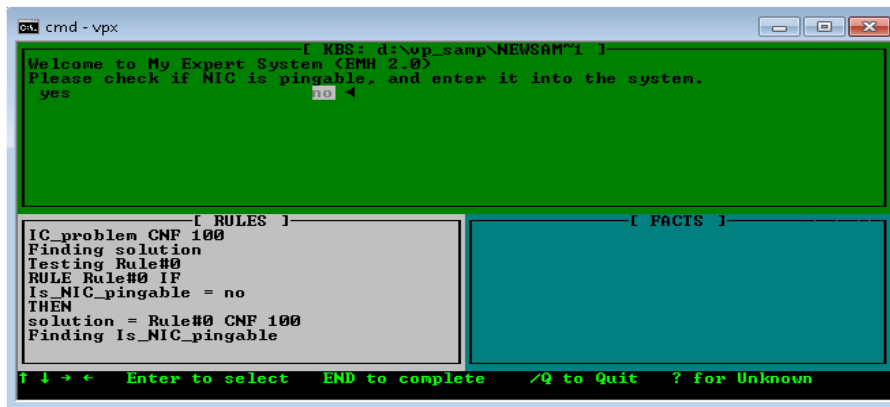 cmd - vpx
[ KBS: d:\vp_samp\NEWSAM~1 ]
Welcome to My Expert System (EMH 2.0)
Please check if NIC is pingable, and enter it into the system.
yes no ◄
[ RULES ]
IC_problem CNF 100
Finding solution
Testing Rule#0
RULE Rule#0 IF
Is_NIC_pingable = no
THEN
solution = Rule#0 CNF 100
Finding Is_NIC_pingable
[ FACTS ]
↑ ↓ → ← Enter to select END to complete /Q to Quit ? for Unknown